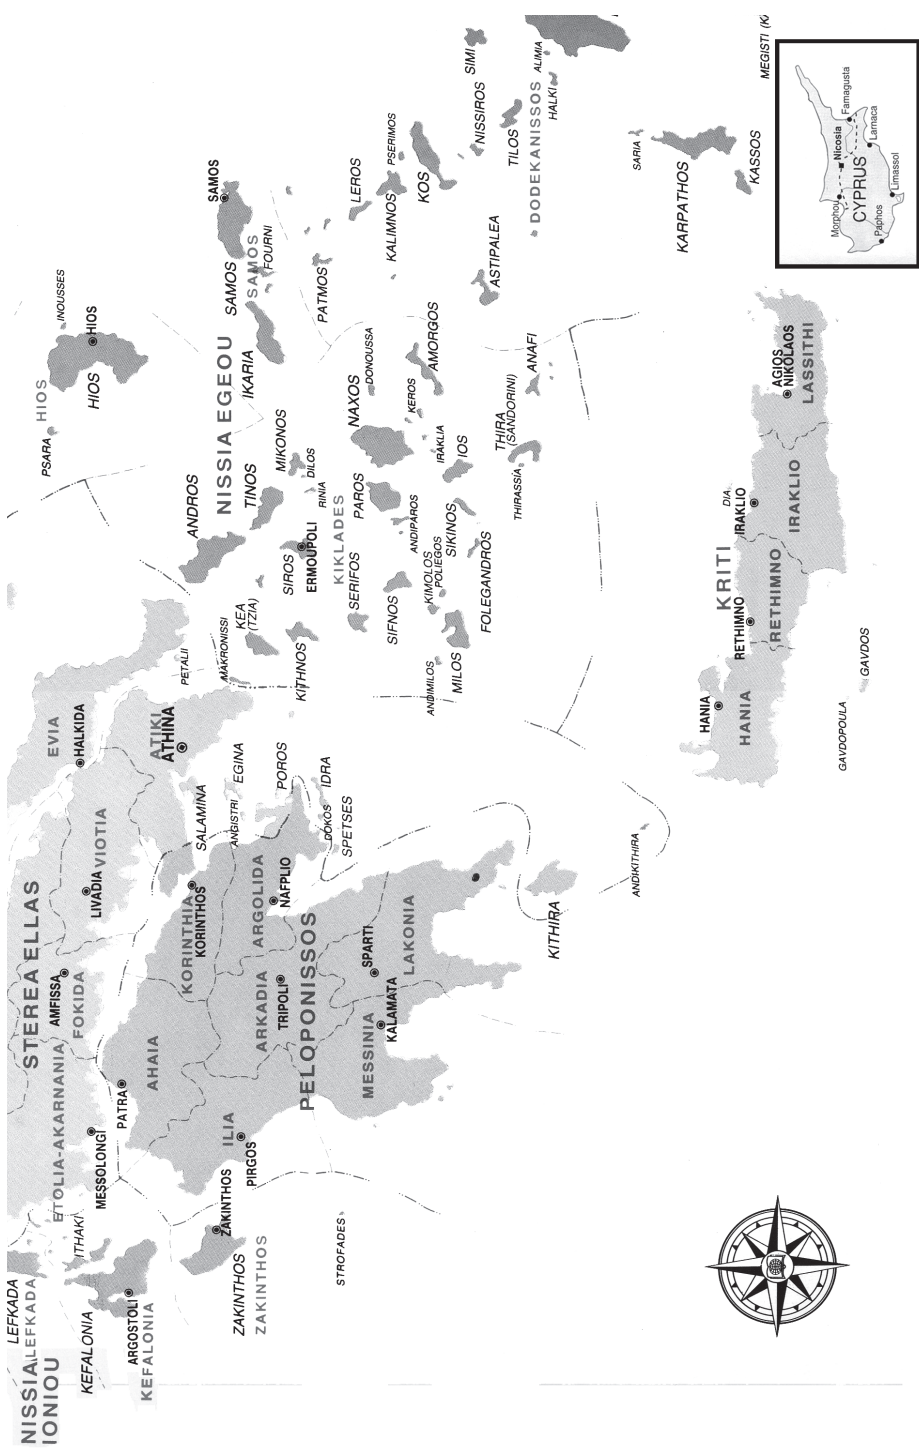 NISSIA
IONIOU
LEFKADA
LEFKADA
ITHAKI
KEFALONIA
ARGOSTOLI
KEFALONIA
ZAKINTHOS
ZAKINTHOS
ZAKINTHOS
STROFADES
STEREA ELLAS
ETOLIA-AKARNANIA
MESSOLONGI
AMFISSA
FOKIDA
LIVADIA
VIOTIA
EVIA
HALKIDA
ATIKI
ATHINA
PATRA
AHAIA
ILIA
PIRGOS
KORINTHIA
KORINTHOS
ARGOLIDA
NAFPLIO
ARKADIA
TRIPOLI
PELOPONISSOS
MESSINIA
KALAMATA
SPARTI
LAKONIA
SALAMINA
ANGISTRI
EGINA
POROS
DOKOS
IDRA
SPETSES
KITHIRA
ANDIKITHIRA
PETALII
MAKRONISSI
KEA
(TZIA)
KITHNOS
ANDROS
TINOS
MIKONOS
DILOS
RINIA
SIROS
ERMOUPOLI
KIKLADES
SERIFOS
SIFNOS
PAROS
ANDIPAROS
NAXOS
DONOUSSA
KEROS
IRAKLIA
AMORGOS
IOS
SIKINOS
KIMOLOS
POLIEGOS
ANDIMILOS
MILOS
FOLEGANDROS
THIRA
(SANDORINI)
THIRASSIA
ANAFI
NISSIA EGEOU
PSARA
HIOS
HIOS
HIOS
INOUSSES
IKARIA
SAMOS
SAMOS
SAMOS
FOURNI
PATMOS
LEROS
KALIMNOS
PSERIMOS
KOS
ASTIPALEA
NISSIROS
SIMI
TILOS
DODEKANISSOS
ALIMIA
HALKI
SARIA
KARPATHOS
KASSOS
MEGISTI (K
KRITI
HANIA
HANIA
RETHIMNO
RETHIMNO
DIA
IRAKLIO
IRAKLIO
AGIOS
NIKOLAOS
LASSITHI
GAVDOPOULA
GAVDOS
CYPRUS
Morphou
Nicosia
Famagusta
Larnaca
Limassol
Paphos